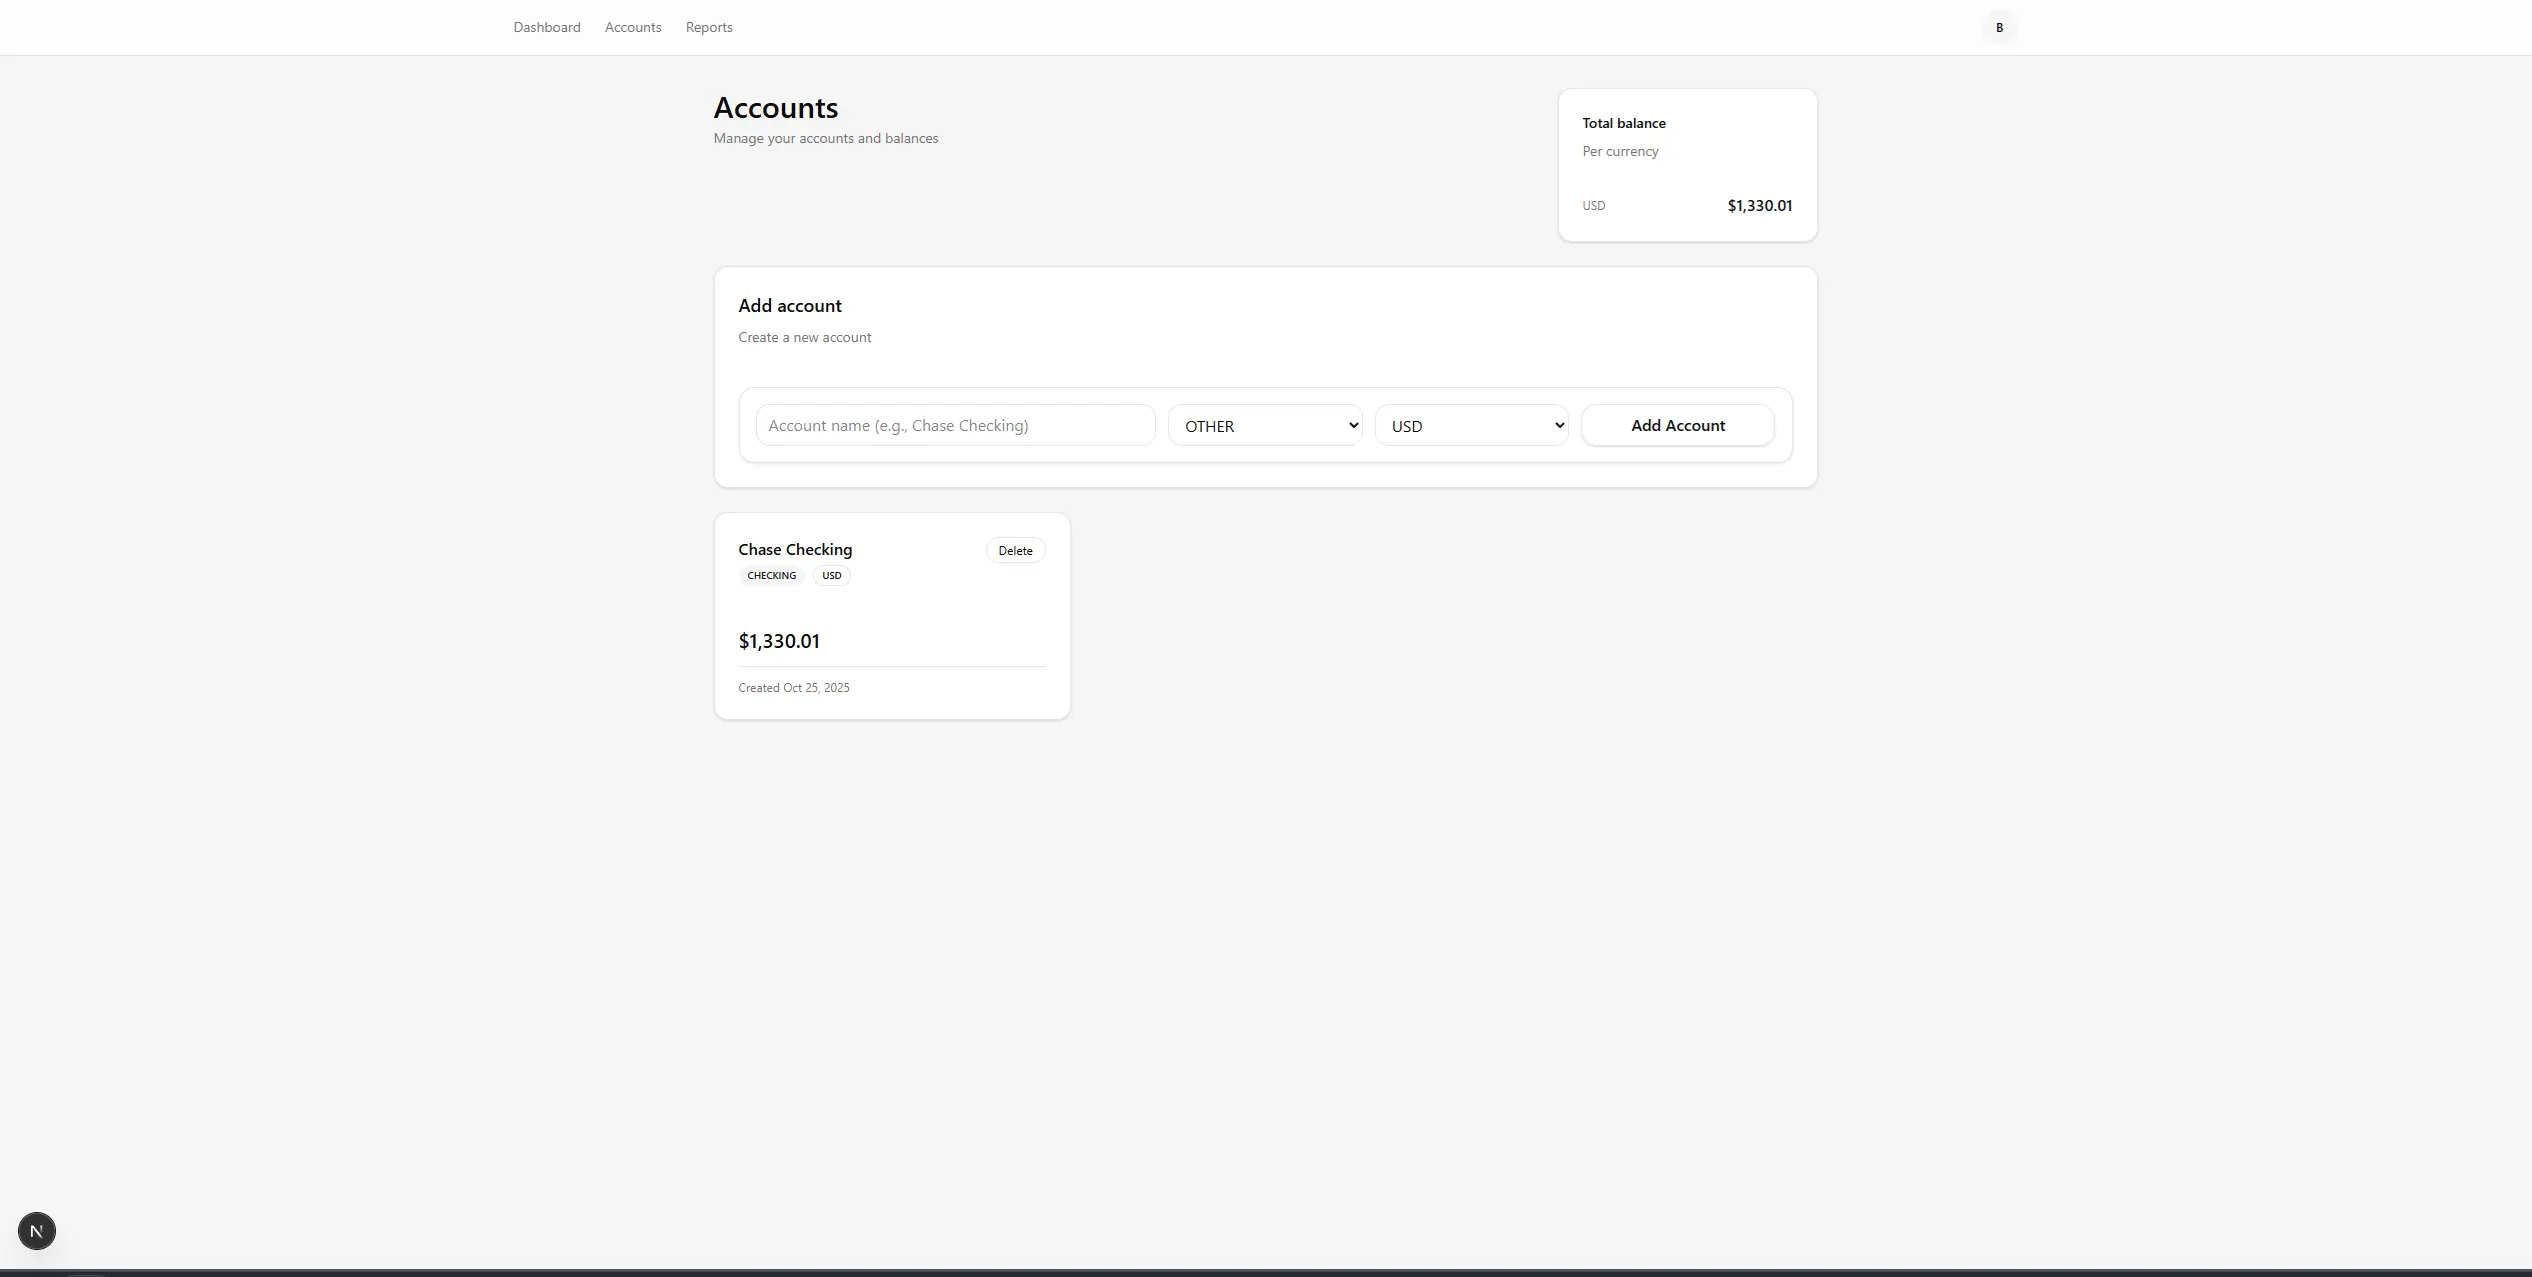 Dashboard Accounts Reports B
Accounts
Manage your accounts and balances
Total balance
Per currency
USD $1,330.01
Add account
Create a new account
Account name (e.g., Chase Checking) OTHER USD Add Account
Chase Checking Delete
CHECKING USD
$1,330.01
Created Oct 25, 2025
N